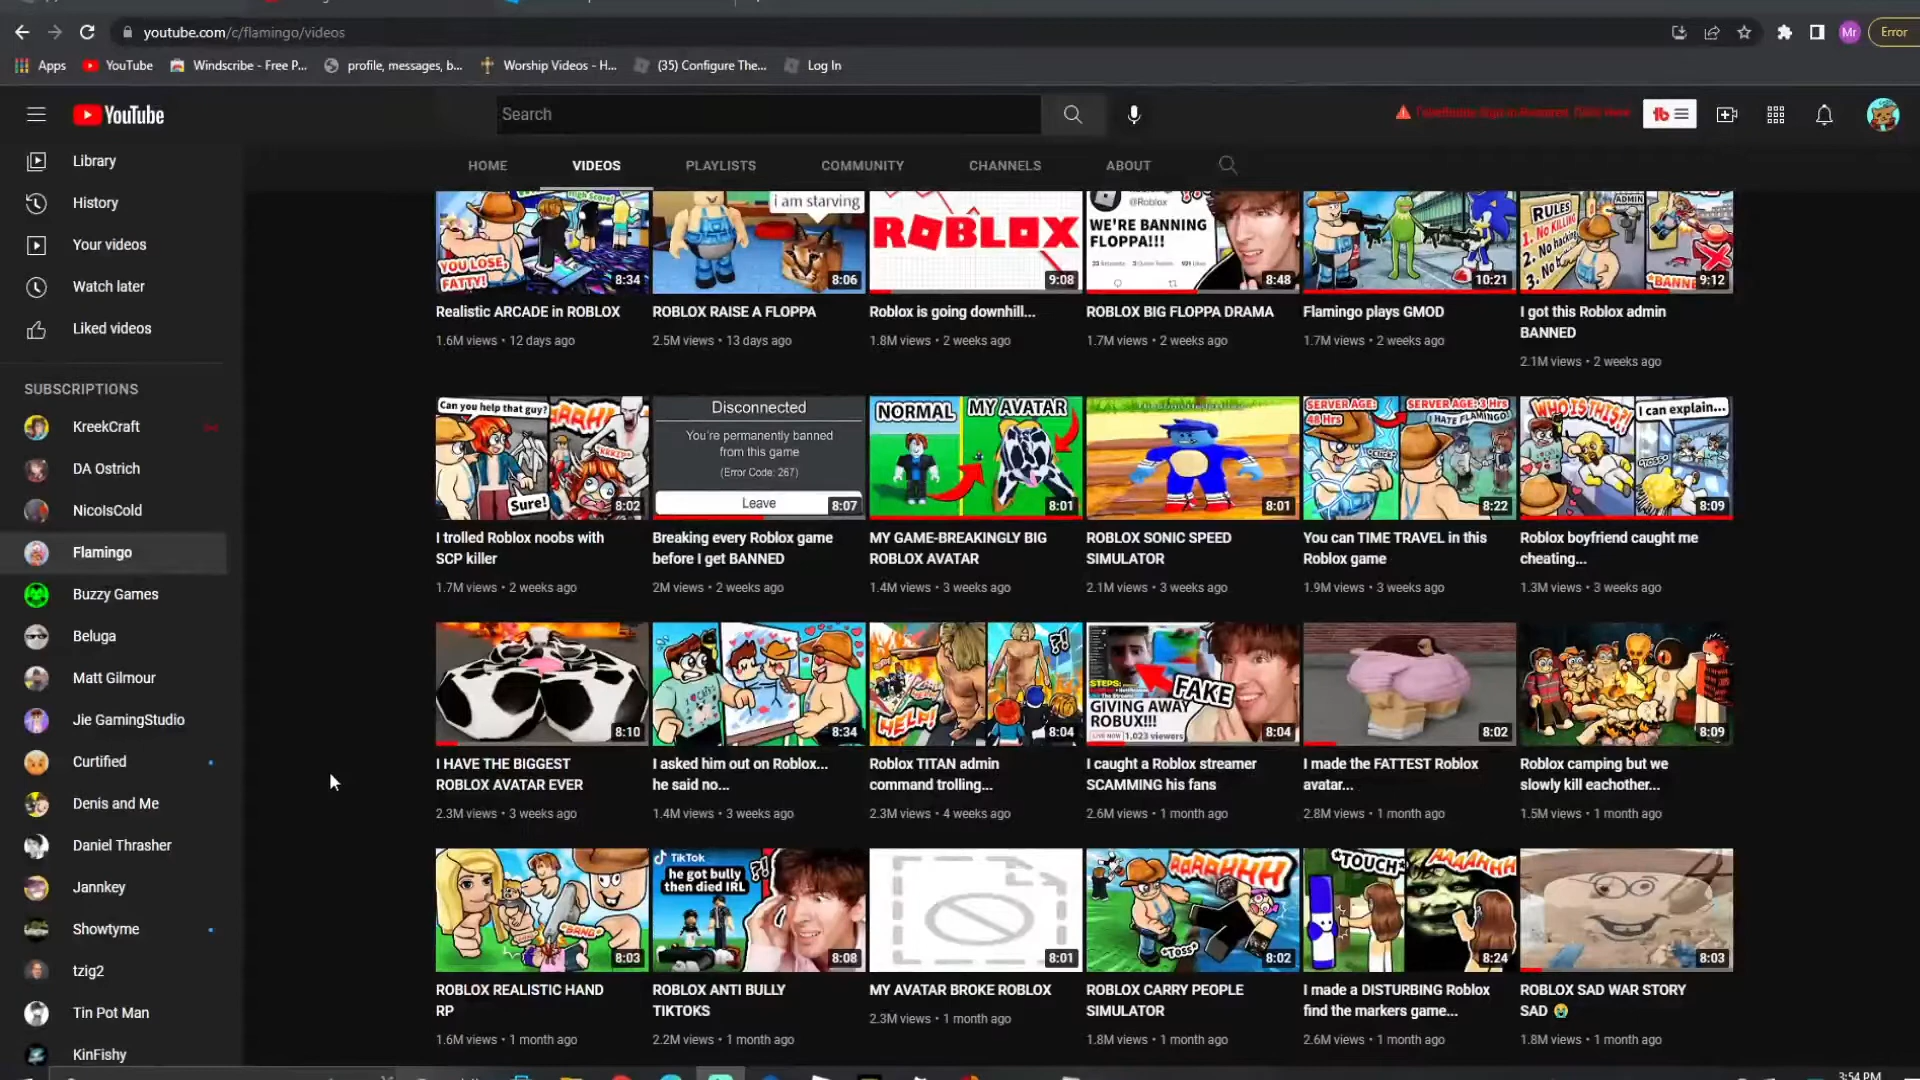 youtube.com/c/flamingo/videos
Mr
Error
Apps
YouTube
Windscribe - Free P...
profile, messages, b...
Worship Videos - H...
(35) Configure The...
Log In
YouTube
Search
HOME
VIDEOS
PLAYLISTS
COMMUNITY
CHANNELS
ABOUT
Library
History
Your videos
Watch later
Liked videos
SUBSCRIPTIONS
KreekCraft
DA Ostrich
NicoIsCold
Flamingo
Buzzy Games
Beluga
Matt Gilmour
Jie GamingStudio
Curtified
Denis and Me
Daniel Thrasher
Jannkey
Showtyme
tzig2
Tin Pot Man
KinFishy
YOU LOSE,
FATTY!
8:34
Realistic ARCADE in ROBLOX
1.6M views • 12 days ago
i am starving
8:06
ROBLOX RAISE A FLOPPA
2.5M views • 13 days ago
ROBLOX
9:08
Roblox is going downhill...
1.8M views • 2 weeks ago
@Roblox
WE'RE BANNING
FLOPPA!!!
8:48
ROBLOX BIG FLOPPA DRAMA
1.7M views • 2 weeks ago
10:21
Flamingo plays GMOD
1.7M views • 2 weeks ago
RULES
1. No KILLING
2. No hacking
3. No
ADMIN
9:12
I got this Roblox admin
BANNED
2.1M views • 2 weeks ago
Can you help that guy?
Sure!
8:02
I trolled Roblox noobs with
SCP killer
1.7M views • 2 weeks ago
Disconnected
You're permanently banned
from this game
(Error Code: 267)
Leave
8:07
Breaking every Roblox game
before I get BANNED
2M views • 2 weeks ago
NORMAL
MY AVATAR
8:01
MY GAME-BREAKINGLY BIG
ROBLOX AVATAR
1.4M views • 3 weeks ago
8:01
ROBLOX SONIC SPEED
SIMULATOR
2.1M views • 3 weeks ago
SERVER AGE:
48 Hrs
SERVER AGE: 3 Hrs
I HATE FLAMINGO!
*CLICK*
8:22
You can TIME TRAVEL in this
Roblox game
1.9M views • 3 weeks ago
WHO IS THIS?!
I can explain...
*TOSS*
8:09
Roblox boyfriend caught me
cheating...
1.3M views • 3 weeks ago
8:10
I HAVE THE BIGGEST
ROBLOX AVATAR EVER
2.3M views • 3 weeks ago
8:34
I asked him out on Roblox...
he said no...
1.4M views • 3 weeks ago
?!
HELP!
8:04
Roblox TITAN admin
command trolling...
2.3M views • 4 weeks ago
STEPS:
FAKE
GIVING AWAY
ROBUX!!!
LIVE NOW 1,023 viewers
8:04
I caught a Roblox streamer
SCAMMING his fans
2.6M views • 1 month ago
8:02
I made the FATTEST Roblox
avatar...
2.8M views • 1 month ago
8:09
Roblox camping but we
slowly kill eachother...
1.5M views • 1 month ago
*BANG*
8:03
ROBLOX REALISTIC HAND
RP
1.6M views • 1 month ago
TikTok
he got bully
then died IRL
?!
8:08
ROBLOX ANTI BULLY
TIKTOKS
2.2M views • 1 month ago
8:01
MY AVATAR BROKE ROBLOX
2.3M views • 1 month ago
AAAAHHH
*TOSS*
8:02
ROBLOX CARRY PEOPLE
SIMULATOR
1.8M views • 1 month ago
*TOUCH*
AAAAHHH
8:24
I made a DISTURBING Roblox
find the markers game...
2.6M views • 1 month ago
8:03
ROBLOX SAD WAR STORY
SAD 😭
1.8M views • 1 month ago
3:54 PM